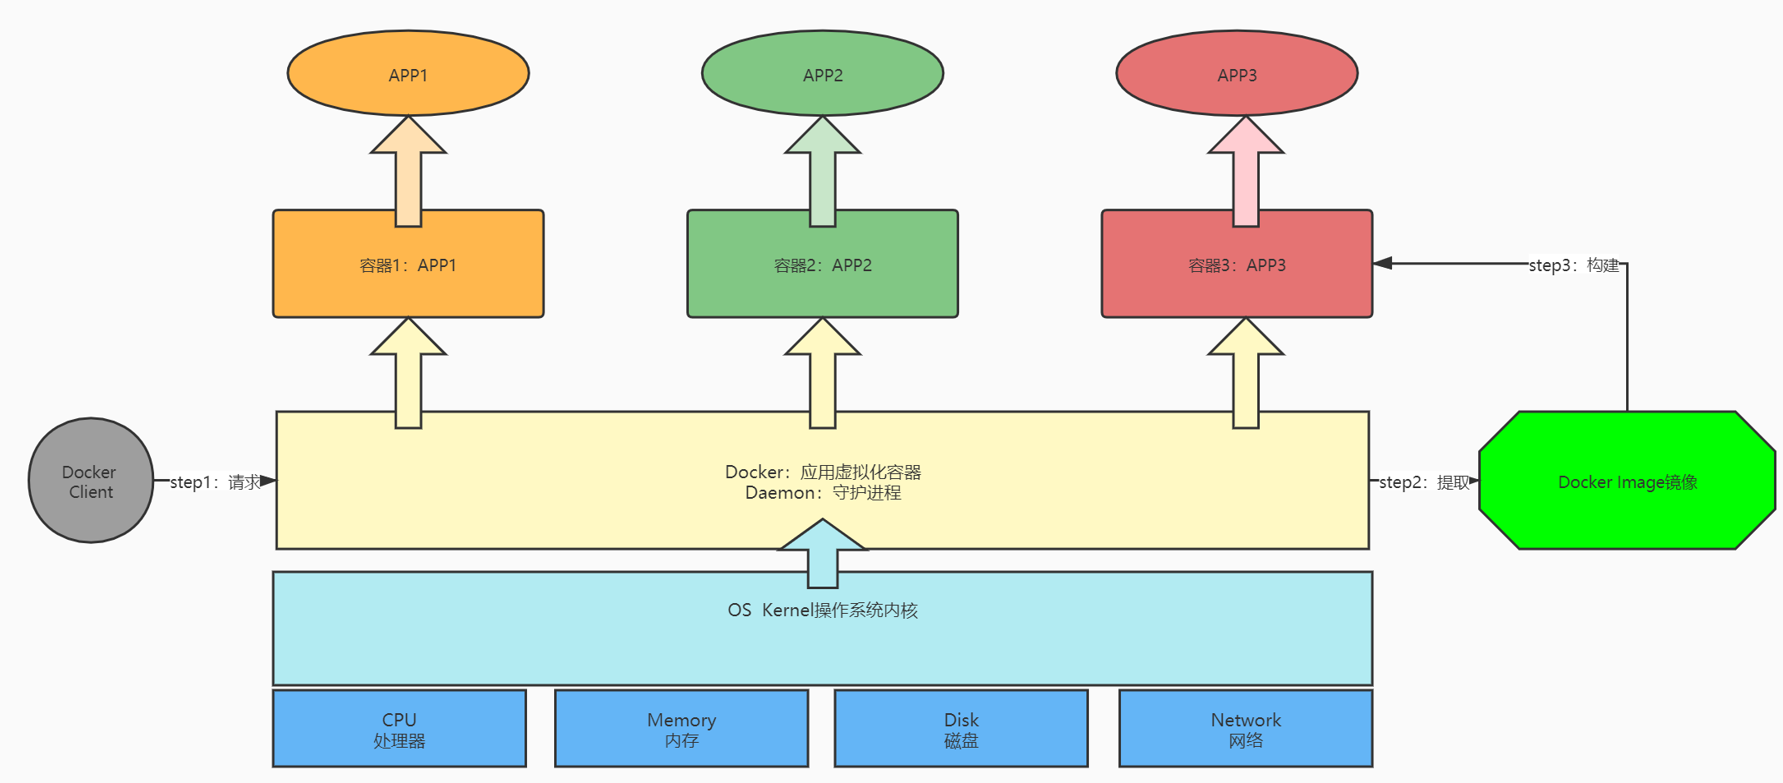 APP1
APP2
APP3
容器1：APP1
容器2：APP2
容器3：APP3
step3：构建
Docker
Client
step1：请求
Docker：应用虚拟化容器
Daemon：守护进程
step2：提取
Docker Image镜像
OS  Kernel操作系统内核
CPU
处理器
Memory
内存
Disk
磁盘
Network
网络